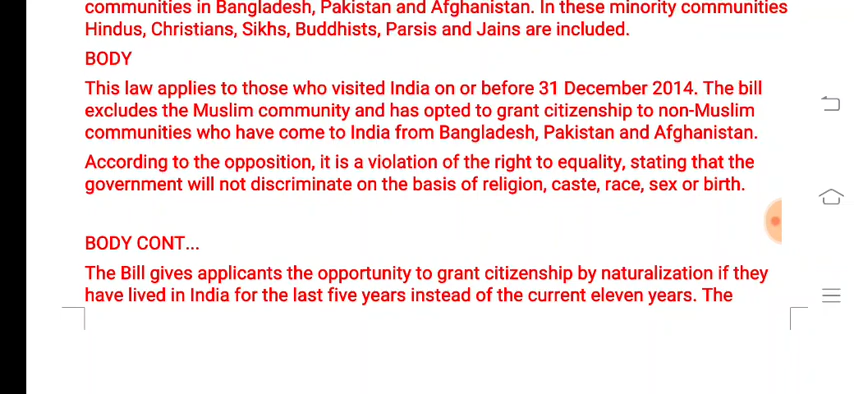 communities in Bangladesh, Pakistan and Afghanistan. In these minority communities
Hindus, Christians, Sikhs, Buddhists, Parsis and Jains are included.
BODY
This law applies to those who visited India on or before 31 December 2014. The bill
excludes the Muslim community and has opted to grant citizenship to non-Muslim
communities who have come to India from Bangladesh, Pakistan and Afghanistan.
According to the opposition, it is a violation of the right to equality, stating that the
government will not discriminate on the basis of religion, caste, race, sex or birth.
BODY CONT...
The Bill gives applicants the opportunity to grant citizenship by naturalization if they
have lived in India for the last five years instead of the current eleven years. The